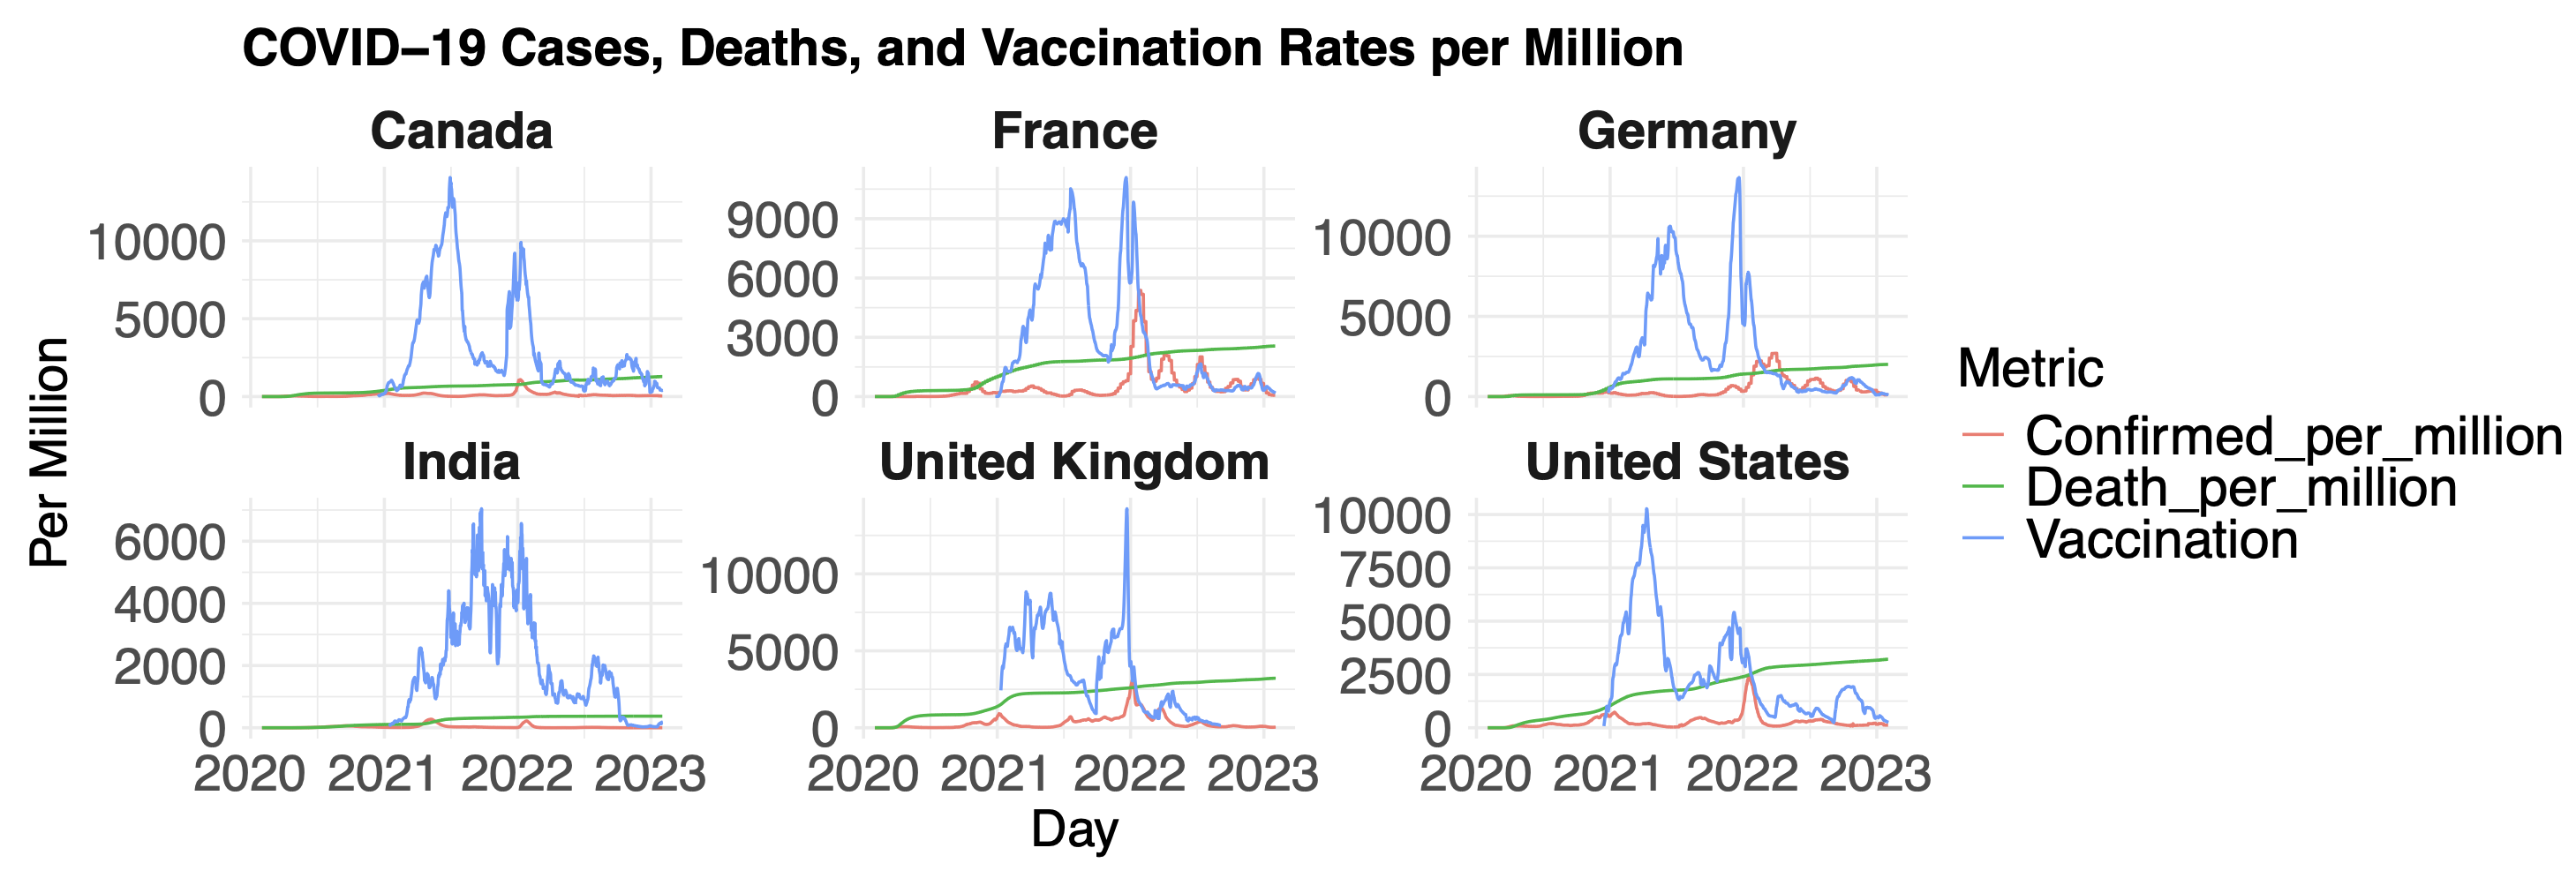 COVID−19 Cases, Deaths, and Vaccination Rates per Million
Canada
France
Germany
10000
5000
0
9000
6000
3000
0
10000
5000
0
India
United Kingdom
United States
6000
4000
2000
0
10000
5000
0
10000
7500
5000
2500
0
2020 2021 2022 2023
2020 2021 2022 2023
2020 2021 2022 2023
Day
Per Million
Metric
Confirmed_per_million
Death_per_million
Vaccination